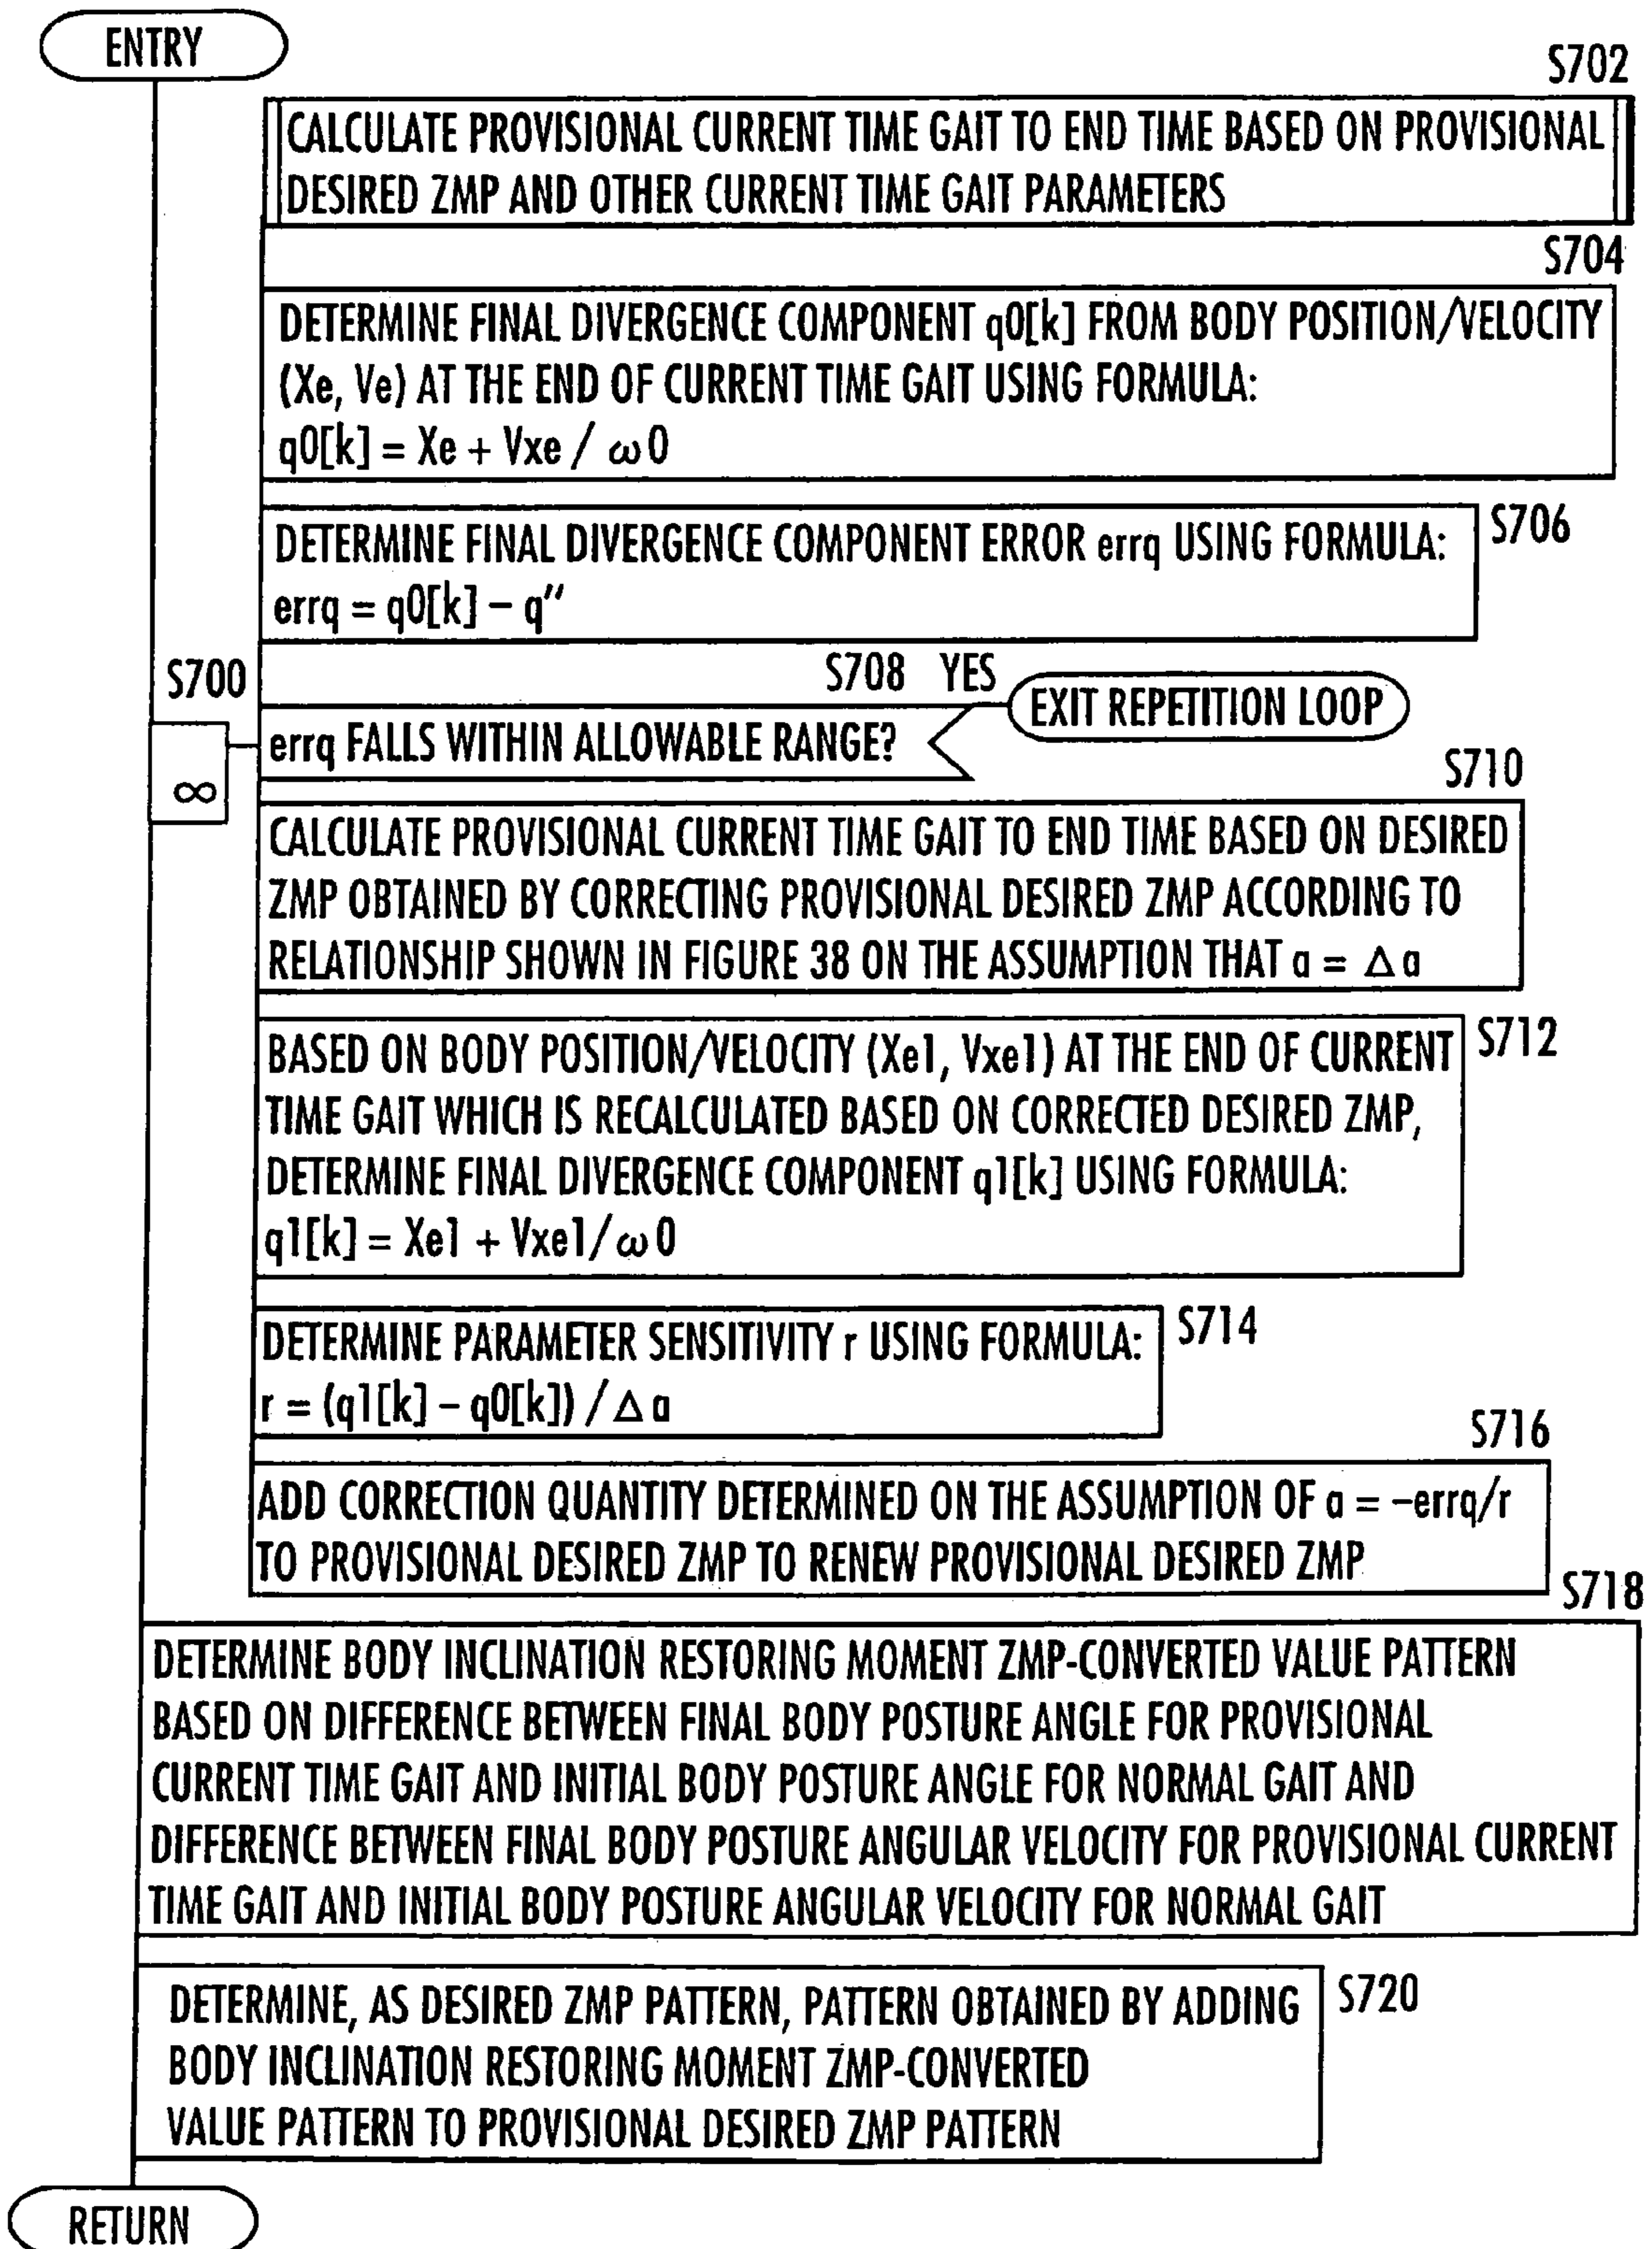 ENTRY
S702
CALCULATE PROVISIONAL CURRENT TIME GAIT TO END TIME BASED ON PROVISIONAL
DESIRED ZMP AND OTHER CURRENT TIME GAIT PARAMETERS
S704
DETERMINE FINAL DIVERGENCE COMPONENT q0[k] FROM BODY POSITION/VELOCITY
(Xe, Ve) AT THE END OF CURRENT TIME GAIT USING FORMULA:
q0[k] = Xe + Vxe / ω0
S706
DETERMINE FINAL DIVERGENCE COMPONENT ERROR errq USING FORMULA:
errq = q0[k] – q″
S700
∞
S708 YES
EXIT REPETITION LOOP
errq FALLS WITHIN ALLOWABLE RANGE?
S710
CALCULATE PROVISIONAL CURRENT TIME GAIT TO END TIME BASED ON DESIRED
ZMP OBTAINED BY CORRECTING PROVISIONAL DESIRED ZMP ACCORDING TO
RELATIONSHIP SHOWN IN FIGURE 38 ON THE ASSUMPTION THAT a = Δa
S712
BASED ON BODY POSITION/VELOCITY (Xe1, Vxe1) AT THE END OF CURRENT
TIME GAIT WHICH IS RECALCULATED BASED ON CORRECTED DESIRED ZMP,
DETERMINE FINAL DIVERGENCE COMPONENT q1[k] USING FORMULA:
q1[k] = Xe1 + Vxe1/ω0
S714
DETERMINE PARAMETER SENSITIVITY r USING FORMULA:
r = (q1[k] – q0[k]) / Δa
S716
ADD CORRECTION QUANTITY DETERMINED ON THE ASSUMPTION OF a = –errq/r
TO PROVISIONAL DESIRED ZMP TO RENEW PROVISIONAL DESIRED ZMP
S718
DETERMINE BODY INCLINATION RESTORING MOMENT ZMP-CONVERTED VALUE PATTERN
BASED ON DIFFERENCE BETWEEN FINAL BODY POSTURE ANGLE FOR PROVISIONAL
CURRENT TIME GAIT AND INITIAL BODY POSTURE ANGLE FOR NORMAL GAIT AND
DIFFERENCE BETWEEN FINAL BODY POSTURE ANGULAR VELOCITY FOR PROVISIONAL CURRENT
TIME GAIT AND INITIAL BODY POSTURE ANGULAR VELOCITY FOR NORMAL GAIT
S720
DETERMINE, AS DESIRED ZMP PATTERN, PATTERN OBTAINED BY ADDING
BODY INCLINATION RESTORING MOMENT ZMP-CONVERTED
VALUE PATTERN TO PROVISIONAL DESIRED ZMP PATTERN
RETURN